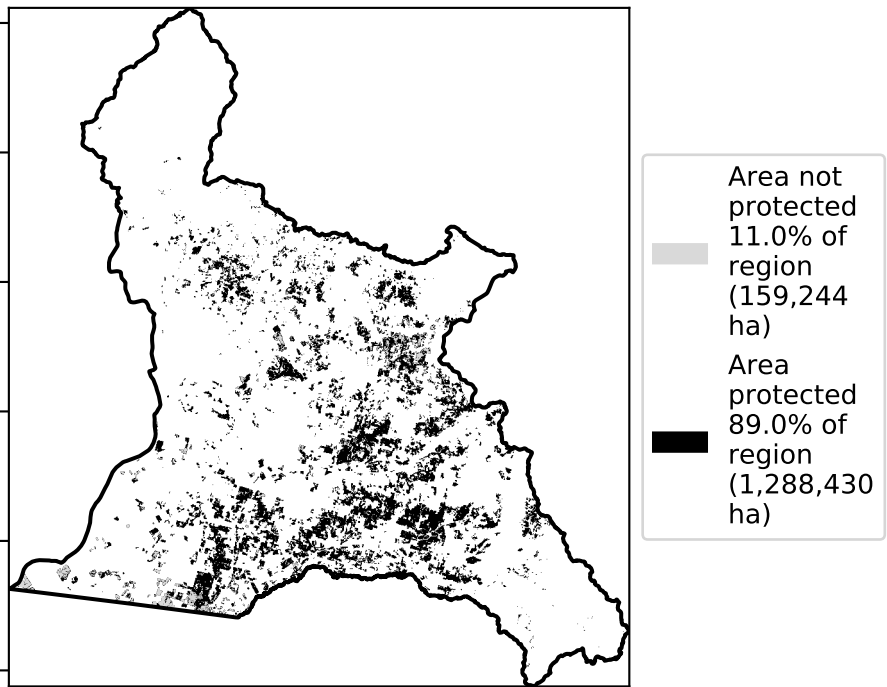 Area not
protected
11.0% of
region
(159,244
ha)
Area
protected
89.0% of
region
(1,288,430
ha)